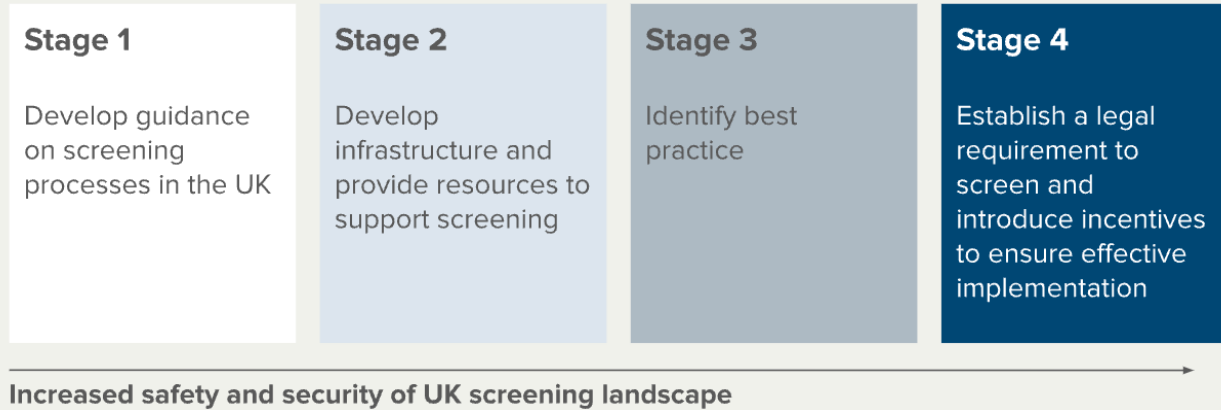 Stage 1
Develop guidance
on screening
processes in the UK
Stage 2
Develop
infrastructure and
provide resources to
support screening
Stage 3
Identify best
practice
Stage 4
Establish a legal
requirement to
screen and
introduce incentives
to ensure effective
implementation
Increased safety and security of UK screening landscape